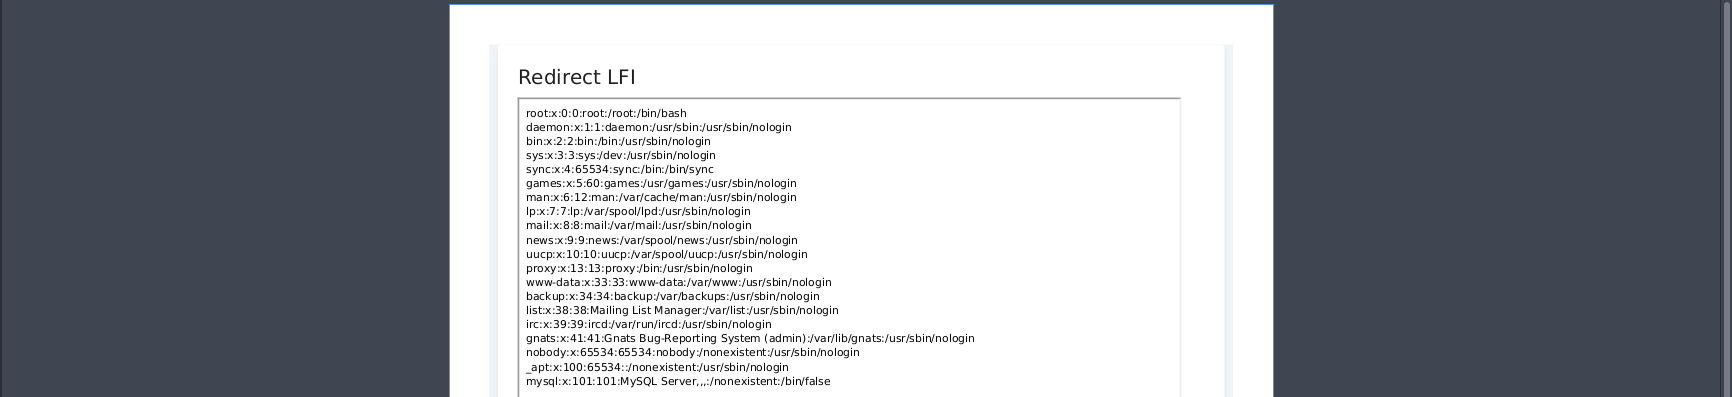 Redirect LFI
root:x:0:0:root:/root:/bin/bash
daemon:x:1:1:daemon:/usr/sbin:/usr/sbin/nologin
bin:x:2:2:bin:/bin:/usr/sbin/nologin
sys:x:3:3:sys:/dev:/usr/sbin/nologin
sync:x:4:65534:sync:/bin:/bin/sync
games:x:5:60:games:/usr/games:/usr/sbin/nologin
man:x:6:12:man:/var/cache/man:/usr/sbin/nologin
lp:x:7:7:lp:/var/spool/lpd:/usr/sbin/nologin
mail:x:8:8:mail:/var/mail:/usr/sbin/nologin
news:x:9:9:news:/var/spool/news:/usr/sbin/nologin
uucp:x:10:10:uucp:/var/spool/uucp:/usr/sbin/nologin
proxy:x:13:13:proxy:/bin:/usr/sbin/nologin
www-data:x:33:33:www-data:/var/www:/usr/sbin/nologin
backup:x:34:34:backup:/var/backups:/usr/sbin/nologin
list:x:38:38:Mailing List Manager:/var/list:/usr/sbin/nologin
irc:x:39:39:ircd:/var/run/ircd:/usr/sbin/nologin
gnats:x:41:41:Gnats Bug-Reporting System (admin):/var/lib/gnats:/usr/sbin/nologin
nobody:x:65534:65534:nobody:/nonexistent:/usr/sbin/nologin
_apt:x:100:65534::/nonexistent:/usr/sbin/nologin
mysql:x:101:101:MySQL Server,,,:/nonexistent:/bin/false